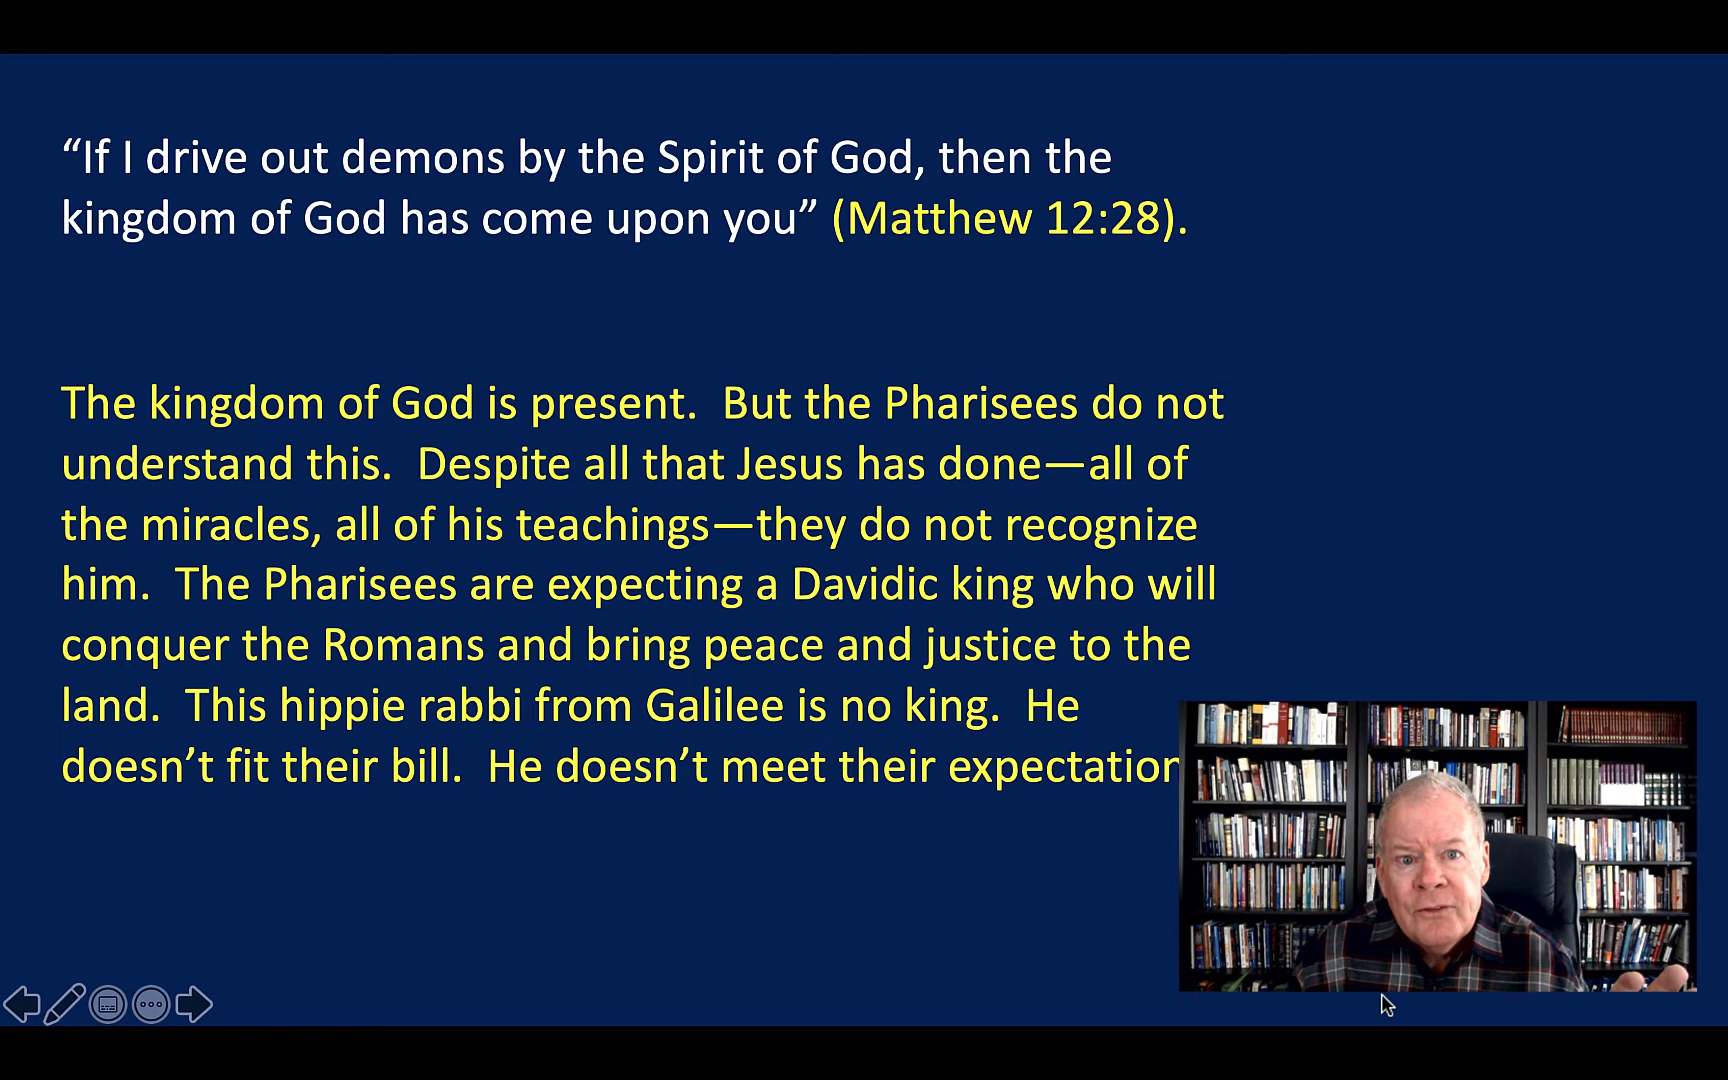 “If I drive out demons by the Spirit of God, then the
kingdom of God has come upon you” (Matthew 12:28).
The kingdom of God is present.  But the Pharisees do not
understand this.  Despite all that Jesus has done—all of
the miracles, all of his teachings—they do not recognize
him.  The Pharisees are expecting a Davidic king who will
conquer the Romans and bring peace and justice to the
land.  This hippie rabbi from Galilee is no king.  He
doesn’t fit their bill.  He doesn’t meet their expectation